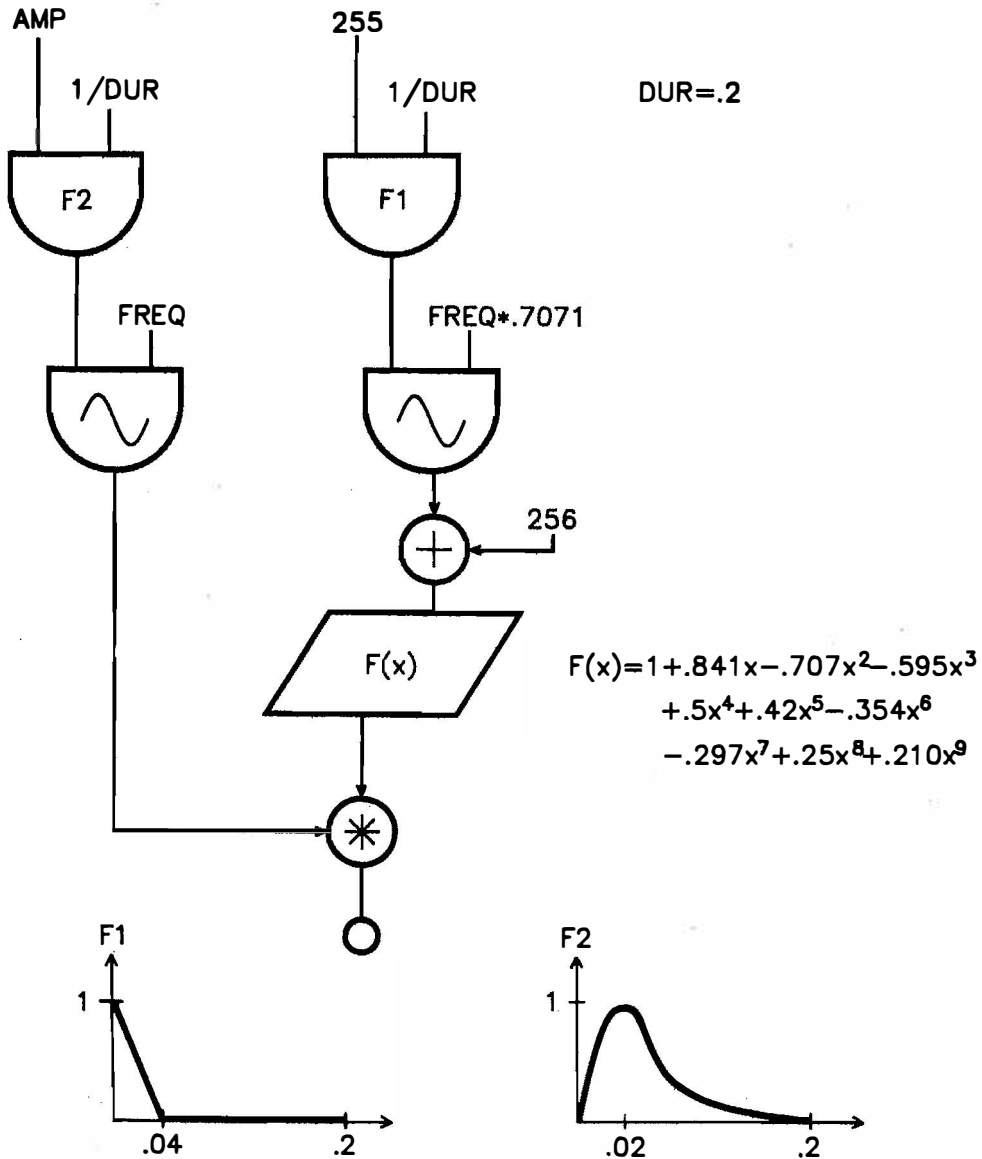 AMP
255
1/DUR
1/DUR
DUR=.2
F2
F1
FREQ
FREQ*.7071
256
+
F(x)
F(x)=1+.841x-.707x²-.595x³
+.5x⁴+.42x⁵-.354x⁶
-.297x⁷+.25x⁸+.210x⁹
*
F1
1
.04
.2
F2
1
.02
.2